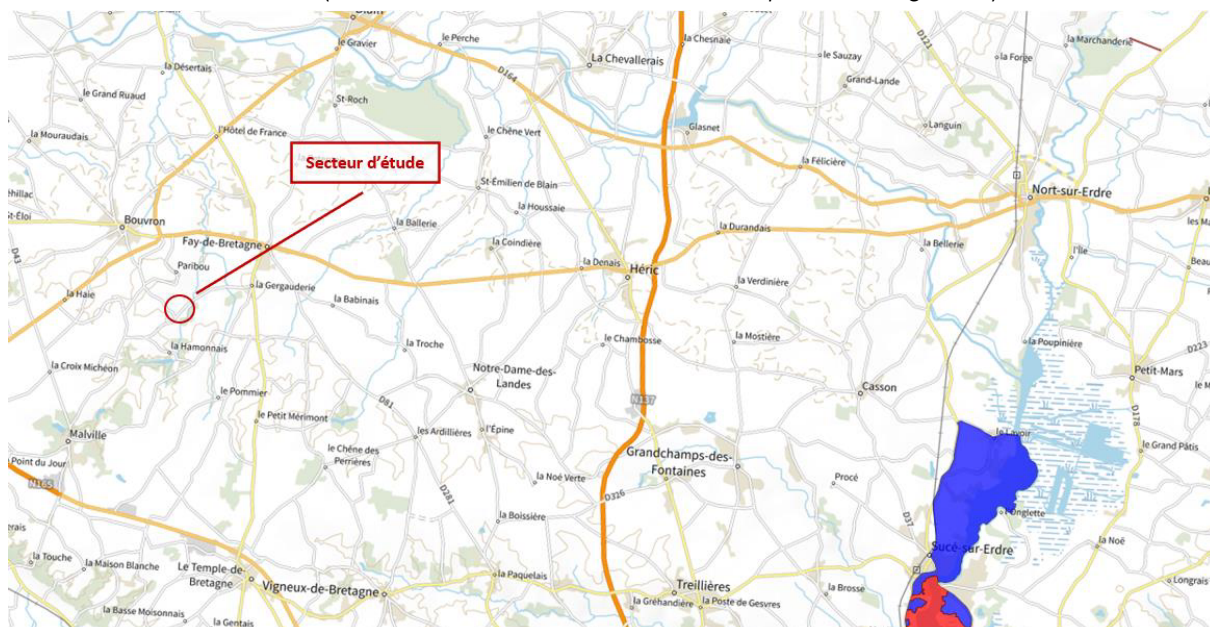 Blain
le Gravier
le Perche
la Chesnaie
le Sauzay
D121
la Forge
la Marchanderie
la Désertais
D164
La Chevallerais
Grand-Lande
le Grand Ruaud
St-Roch
Languin
la Mouraudais
l'Hôtel de France
le Chêne Vert
Glasnet
la Félicière
Secteur d'étude
St-Émilien de Blain
Nort-sur-Erdre
St-Eloi
Bouvron
la Houssaie
la Ballerie
la Durandais
la Bellerie
D43
Fay-de-Bretagne
la Coindière
l'Île
Paribou
la Denais
Héric
la Haie
la Gergauderie
la Babinais
la Verdinière
la Hamonnais
la Troche
le Chambosse
la Mostière
la Poupinière
D223
la Croix Michéon
Notre-Dame-des-
Landes
Casson
Petit-Mars
le Pommier
D81
N137
D178
le Petit Mérimont
Malville
les Ardillières
l'Épine
le Lavoir
le Grand Pâtis
Point du Jour
le Chêne des
Perrières
Grandchamps-des-
Fontaines
N165
la Noë Verte
Procé
D281
D326
D37
l'Onglette
la Boissière
la Noë
Sucé-sur-Erdre
la Touche
la Maison Blanche
Le Temple-de-
Bretagne
Vigneux-de-Bretagne
la Paquelais
Treillières
la Brosse
Longrais
la Gréhandière
la Poste de Gesvres
la Basse Moisonnais
la Gentais